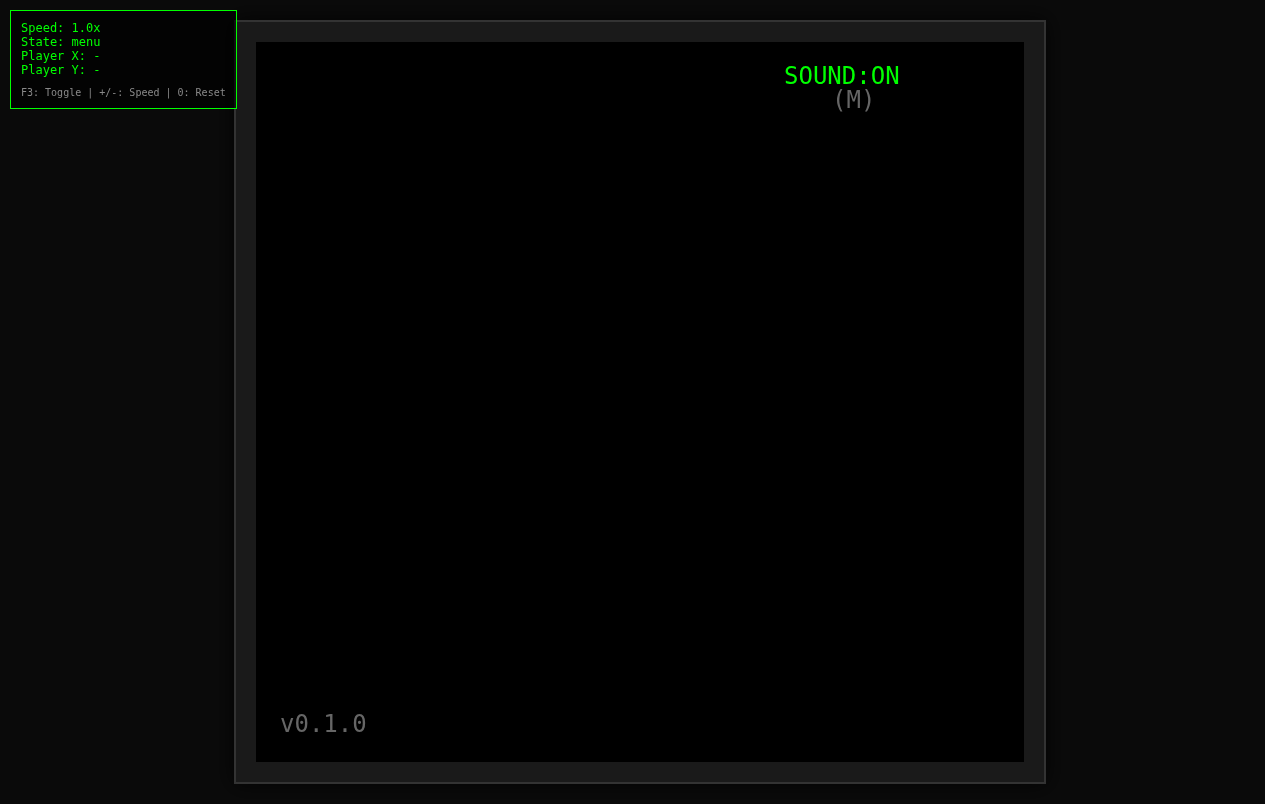 Speed: 1.0x
State: menu
Player X: -
Player Y: -
F3: Toggle | +/-: Speed | 0: Reset
SOUND:ON
(M)
v0.1.0